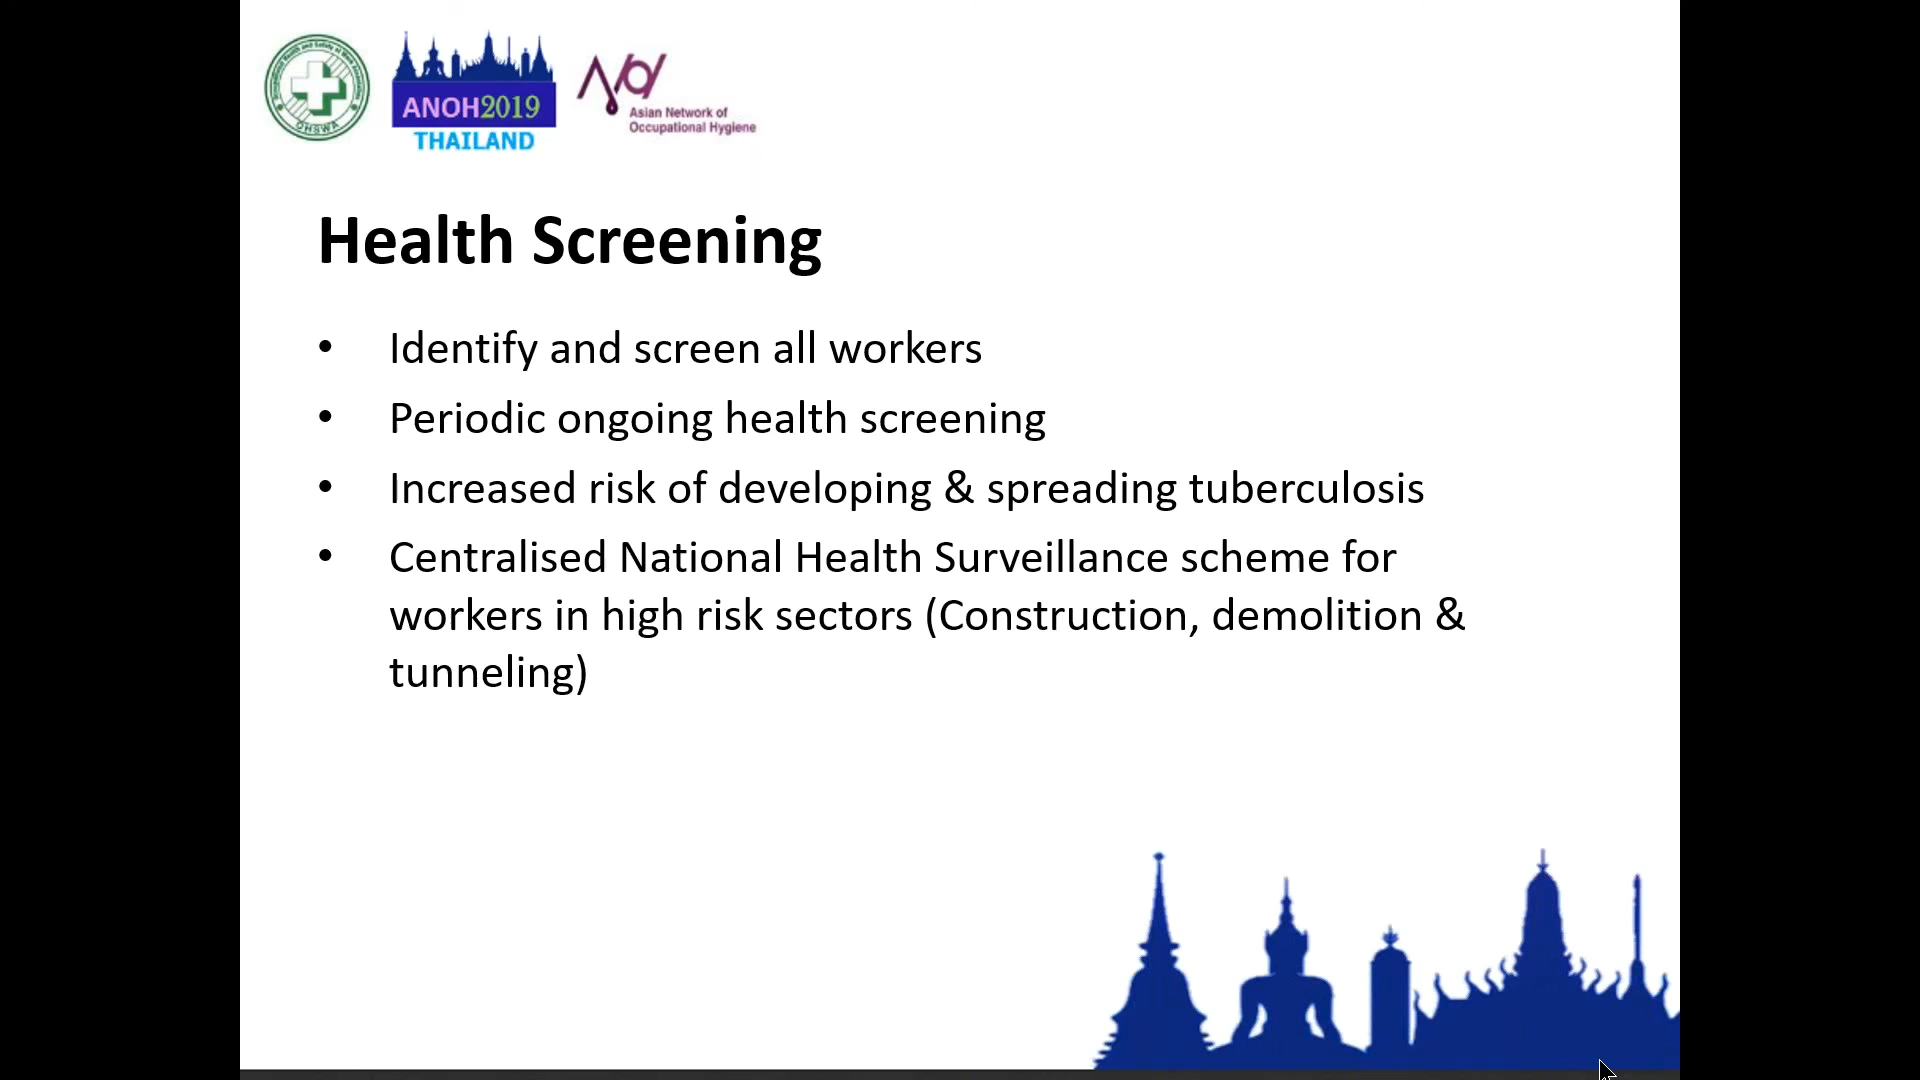 OHSWA
ANOH2019
THAILAND
Asian Network of
Occupational Hygiene
Health Screening
• Identify and screen all workers
• Periodic ongoing health screening
• Increased risk of developing & spreading tuberculosis
• Centralised National Health Surveillance scheme for
workers in high risk sectors (Construction, demolition &
tunneling)